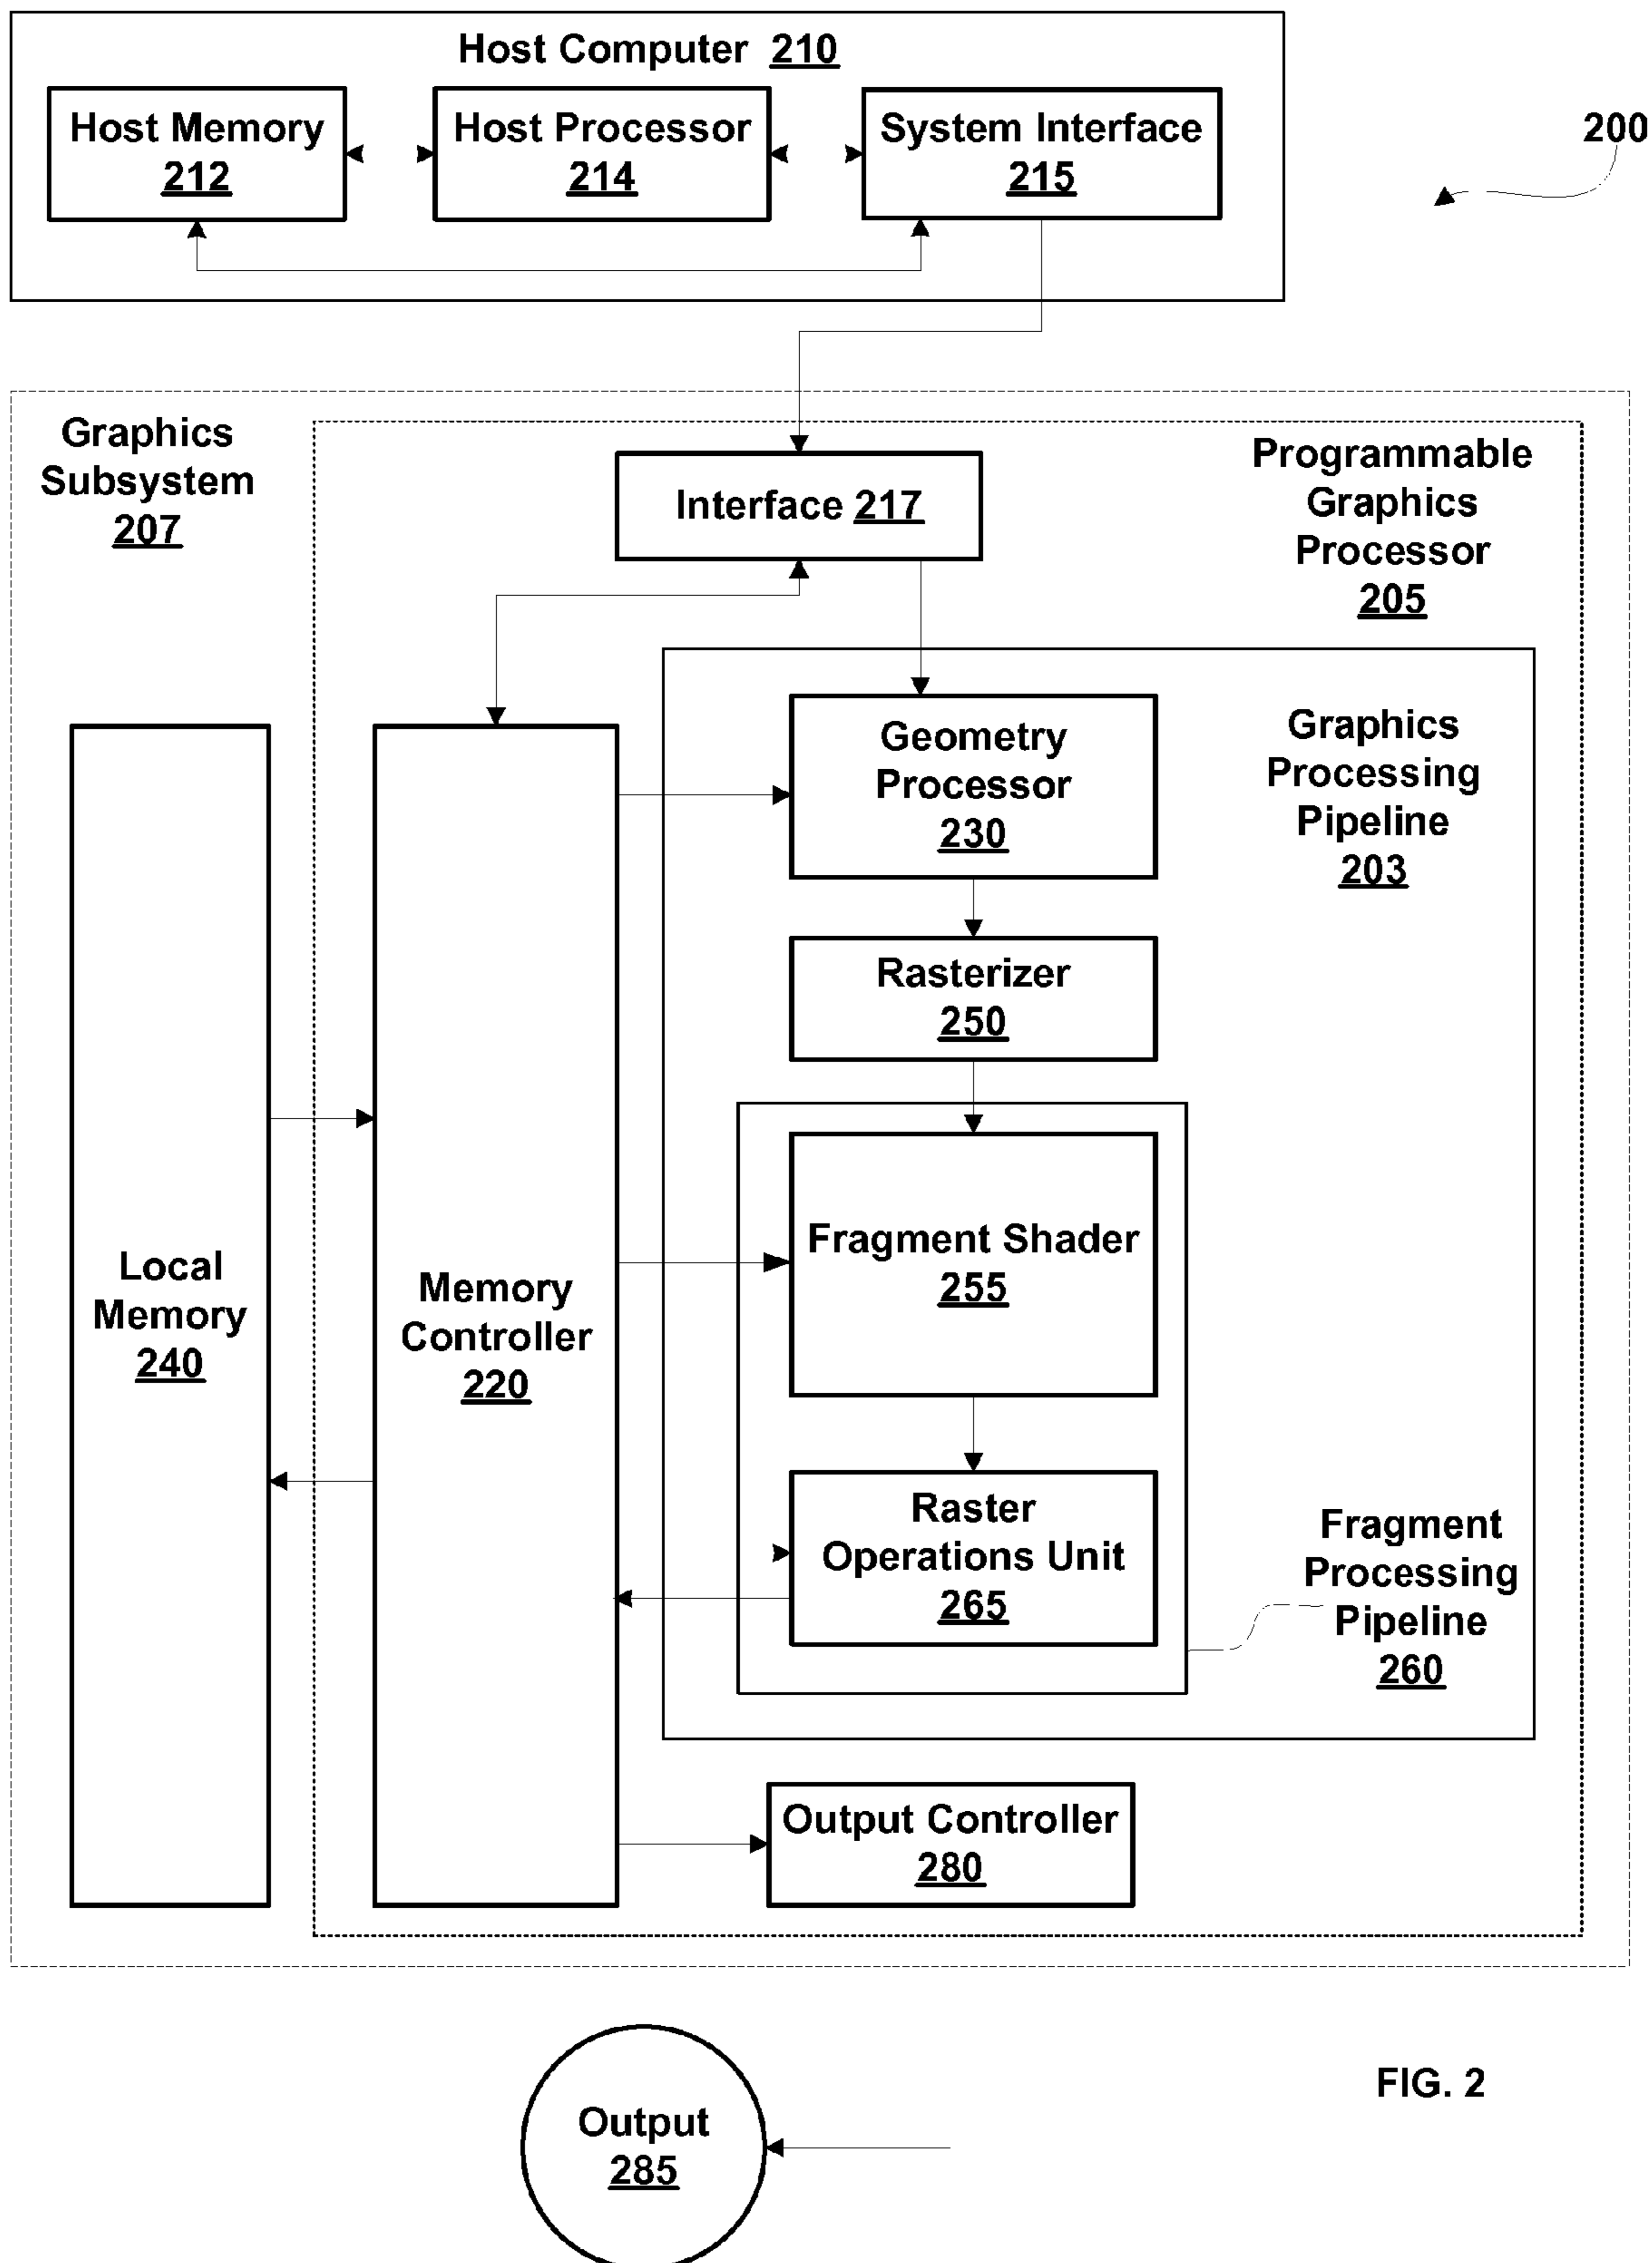 Host Computer 210
Host Memory
212
Host Processor
214
System Interface
215
200
Graphics
Subsystem
207
Interface 217
Programmable
Graphics
Processor
205
Geometry
Processor
230
Graphics
Processing
Pipeline
203
Rasterizer
250
Local
Memory
240
Memory
Controller
220
Fragment Shader
255
Raster
Operations Unit
265
Fragment
Processing
Pipeline
260
Output Controller
280
Output
285
FIG. 2